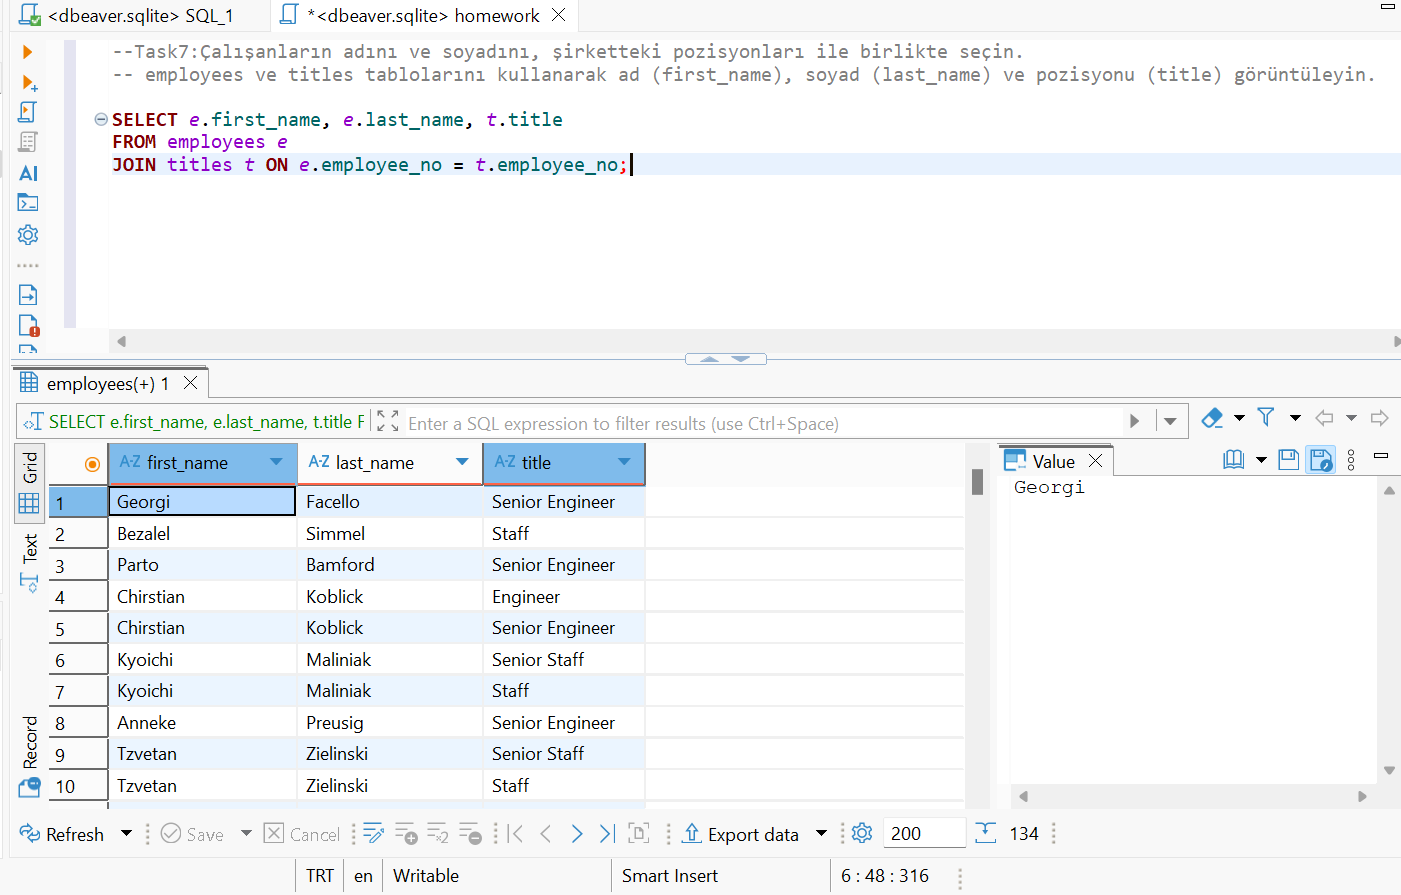 <dbeaver.sqlite> SQL_1
*<dbeaver.sqlite> homework
--Task7:Çalışanların adını ve soyadını, şirketteki pozisyonları ile birlikte seçin.
-- employees ve titles tablolarını kullanarak ad (first_name), soyad (last_name) ve pozisyonu (title) görüntüleyin.
SELECT e.first_name, e.last_name, t.title
FROM employees e
JOIN titles t ON e.employee_no = t.employee_no;
AI
employees(+) 1
SELECT e.first_name, e.last_name, t.title F
Enter a SQL expression to filter results (use Ctrl+Space)
Grid
Text
Record
A-Z first_name A-Z last_name A-Z title
1 Georgi Facello Senior Engineer
2 Bezalel Simmel Staff
3 Parto Bamford Senior Engineer
4 Chirstian Koblick Engineer
5 Chirstian Koblick Senior Engineer
6 Kyoichi Maliniak Senior Staff
7 Kyoichi Maliniak Staff
8 Anneke Preusig Senior Engineer
9 Tzvetan Zielinski Senior Staff
10 Tzvetan Zielinski Staff
Value
Georgi
Refresh Save Cancel Export data 200 134
TRT en Writable Smart Insert 6 : 48 : 316